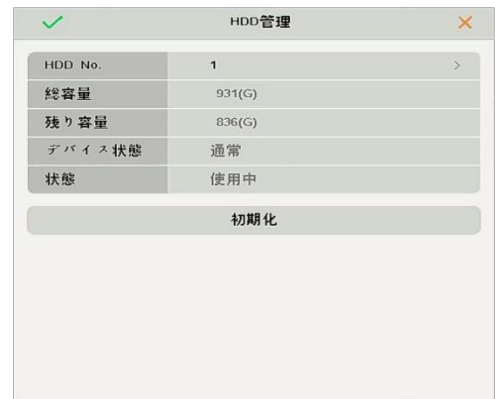 HDD管理
HDD No. 1
総容量 931(G)
残り容量 836(G)
デバイス状態 通常
状態 使用中
初期化